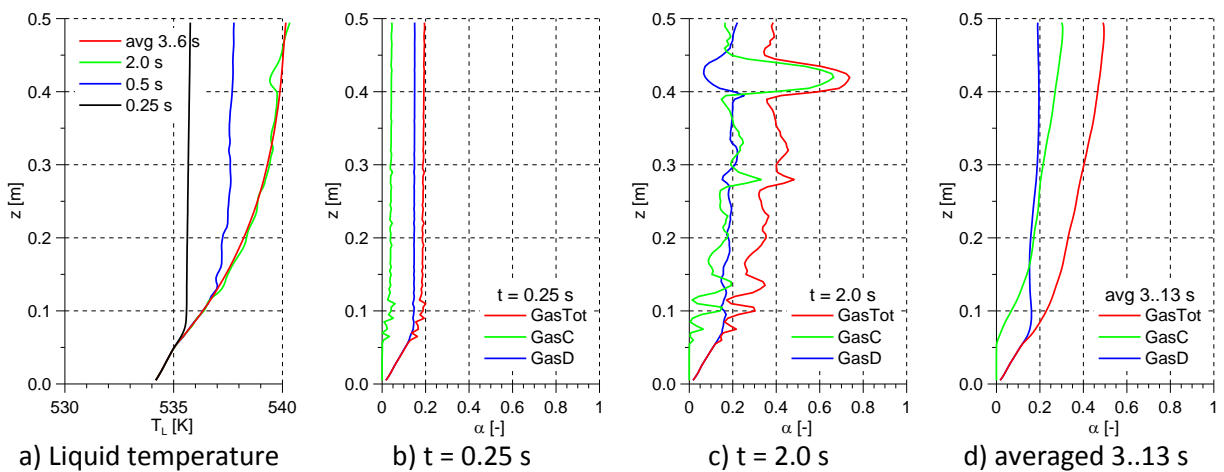 0.5
0.4
0.3
0.2
0.1
0.0
z [m]
avg 3..6 s
2.0 s
0.5 s
0.25 s
530 535 540
T_L [K]
a) Liquid temperature
0.5
0.4
0.3
0.2
0.1
0.0
z [m]
t = 0.25 s
GasTot
GasC
GasD
0 0.2 0.4 0.6 0.8 1
α [-]
b) t = 0.25 s
0.5
0.4
0.3
0.2
0.1
0.0
z [m]
t = 2.0 s
GasTot
GasC
GasD
0 0.2 0.4 0.6 0.8 1
α [-]
c) t = 2.0 s
0.5
0.4
0.3
0.2
0.1
0.0
z [m]
avg 3..13 s
GasTot
GasC
GasD
0 0.2 0.4 0.6 0.8 1
α [-]
d) averaged 3..13 s